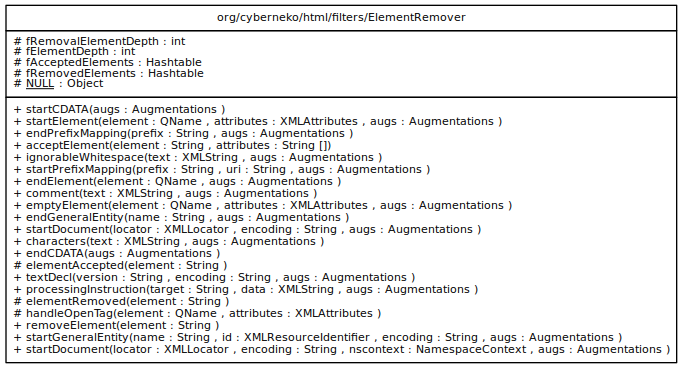 org/cyberneko/html/filters/ElementRemover
# fRemovalElementDepth : int
# fElementDepth : int
# fAcceptedElements : Hashtable
# fRemovedElements : Hashtable
# NULL : Object
+ startCDATA(augs : Augmentations )
+ startElement(element : QName , attributes : XMLAttributes , augs : Augmentations )
+ endPrefixMapping(prefix : String , augs : Augmentations )
+ acceptElement(element : String , attributes : String [])
+ ignorableWhitespace(text : XMLString , augs : Augmentations )
+ startPrefixMapping(prefix : String , uri : String , augs : Augmentations )
+ endElement(element : QName , augs : Augmentations )
+ comment(text : XMLString , augs : Augmentations )
+ emptyElement(element : QName , attributes : XMLAttributes , augs : Augmentations )
+ endGeneralEntity(name : String , augs : Augmentations )
+ startDocument(locator : XMLLocator , encoding : String , augs : Augmentations )
+ characters(text : XMLString , augs : Augmentations )
+ endCDATA(augs : Augmentations )
# elementAccepted(element : String )
+ textDecl(version : String , encoding : String , augs : Augmentations )
+ processingInstruction(target : String , data : XMLString , augs : Augmentations )
# elementRemoved(element : String )
# handleOpenTag(element : QName , attributes : XMLAttributes )
+ removeElement(element : String )
+ startGeneralEntity(name : String , id : XMLResourceIdentifier , encoding : String , augs : Augmentations )
+ startDocument(locator : XMLLocator , encoding : String , nscontext : NamespaceContext , augs : Augmentations )